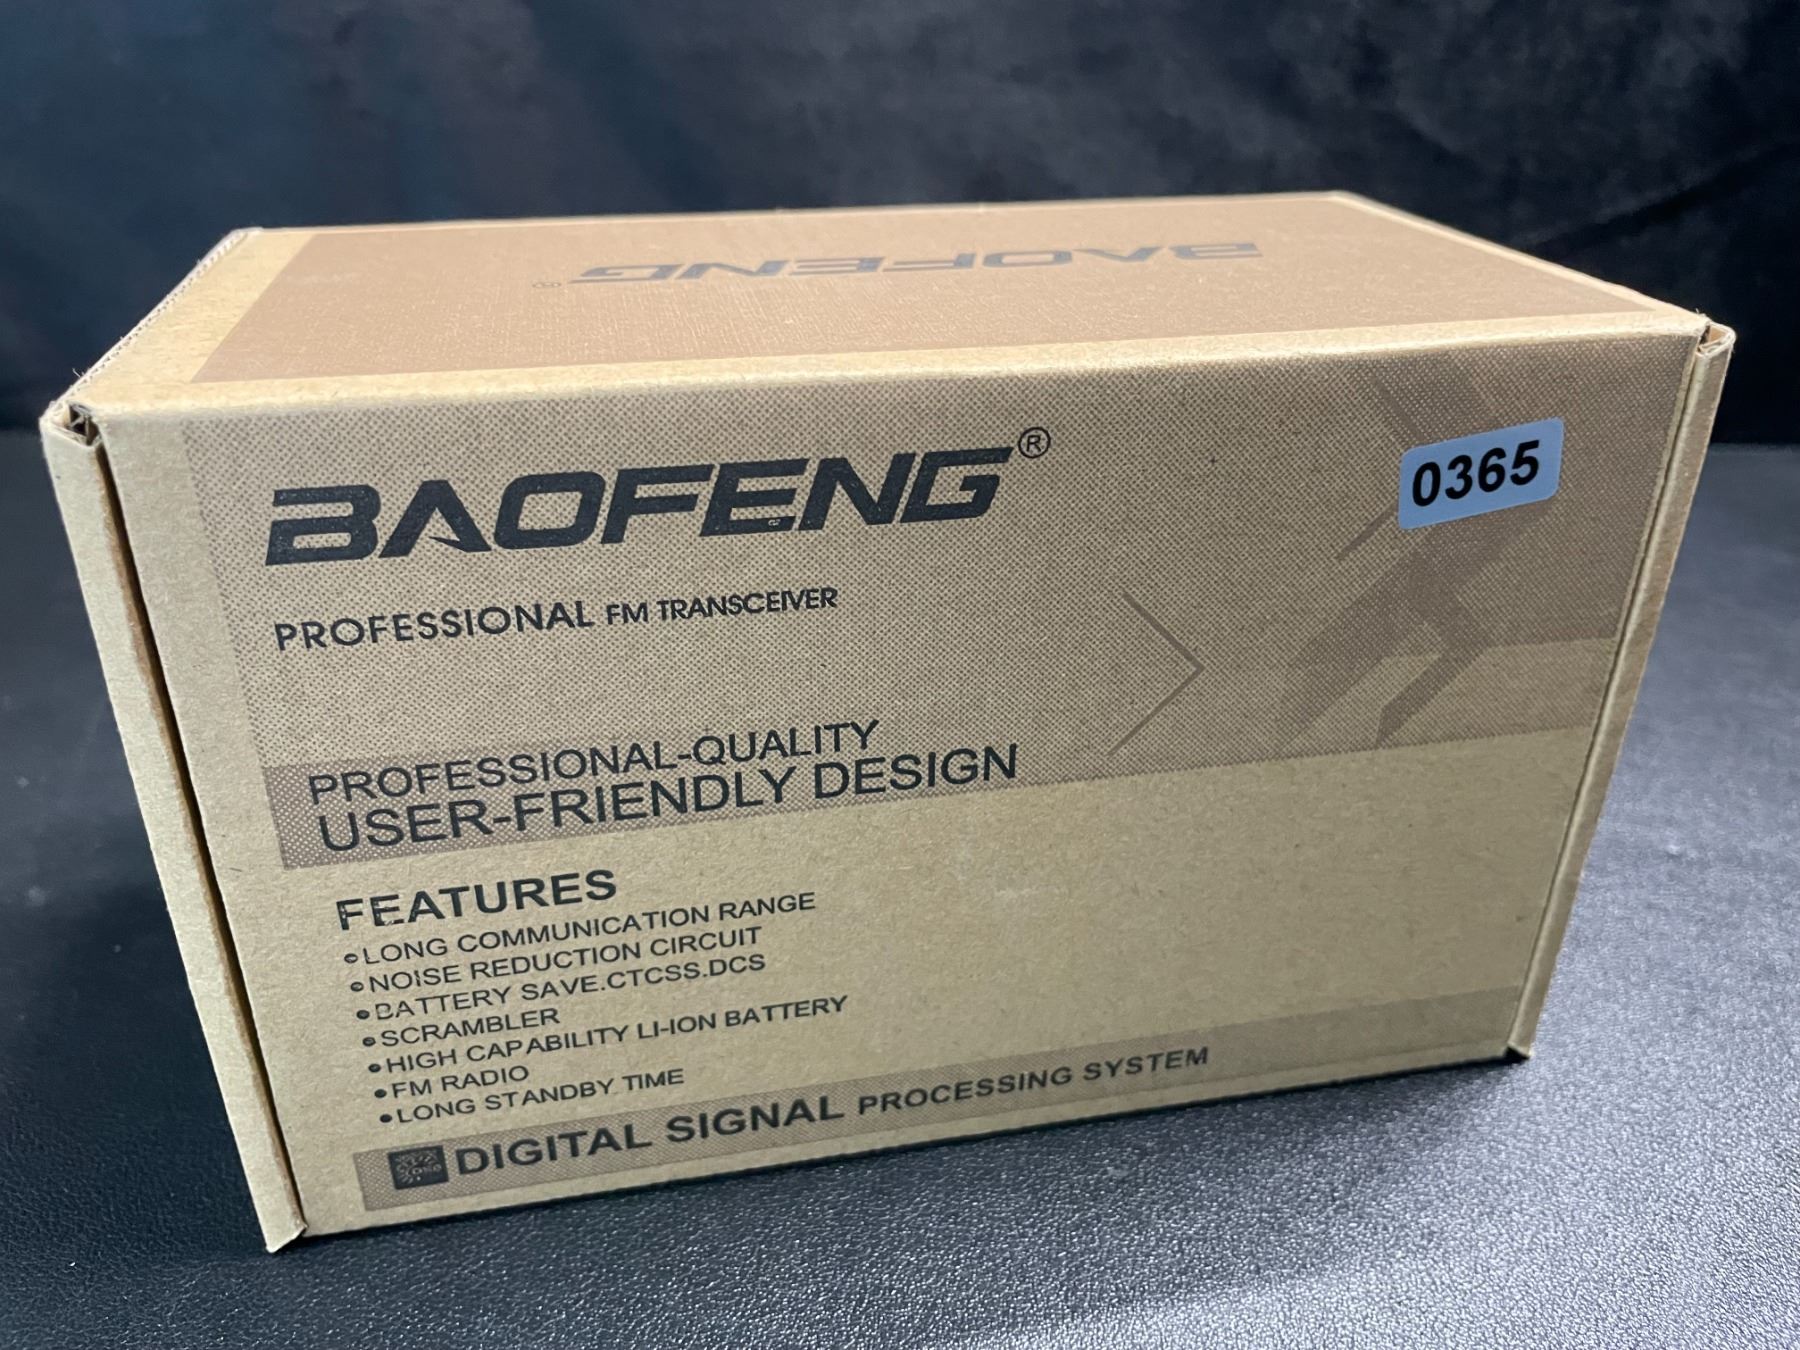 BAOFENG®
BAOFENG®
0365
PROFESSIONAL FM TRANSCEIVER
PROFESSIONAL-QUALITY
USER-FRIENDLY DESIGN
FEATURES
•LONG COMMUNICATION RANGE
•NOISE REDUCTION CIRCUIT
•BATTERY SAVE.CTCSS.DCS
•SCRAMBLER
•HIGH CAPABILITY LI-ION BATTERY
•FM RADIO
•LONG STANDBY TIME
DIGITAL SIGNAL PROCESSING SYSTEM